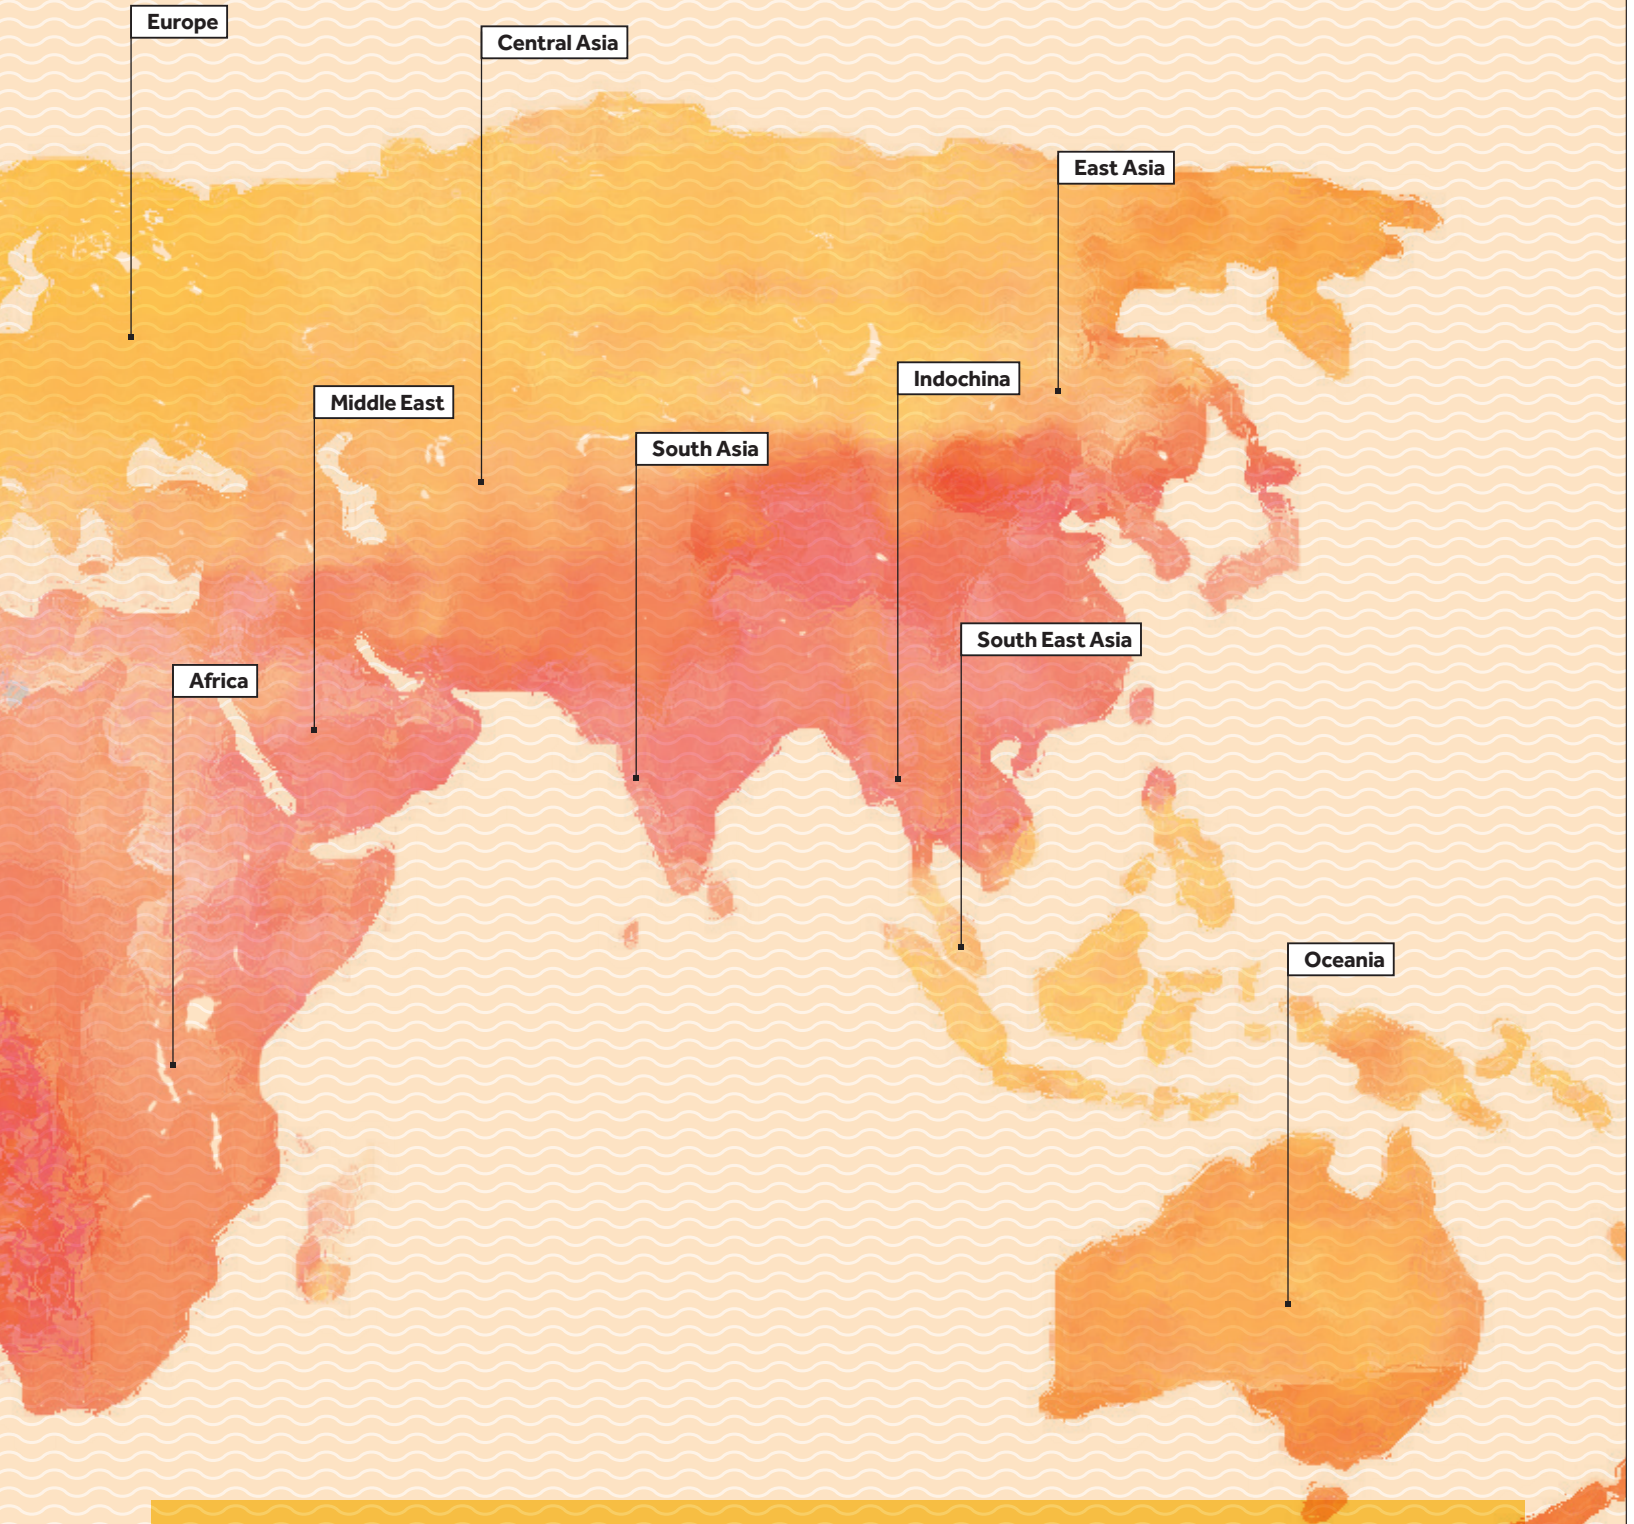 Europe
Central Asia
East Asia
Indochina
Middle East
South Asia
South East Asia
Africa
Oceania